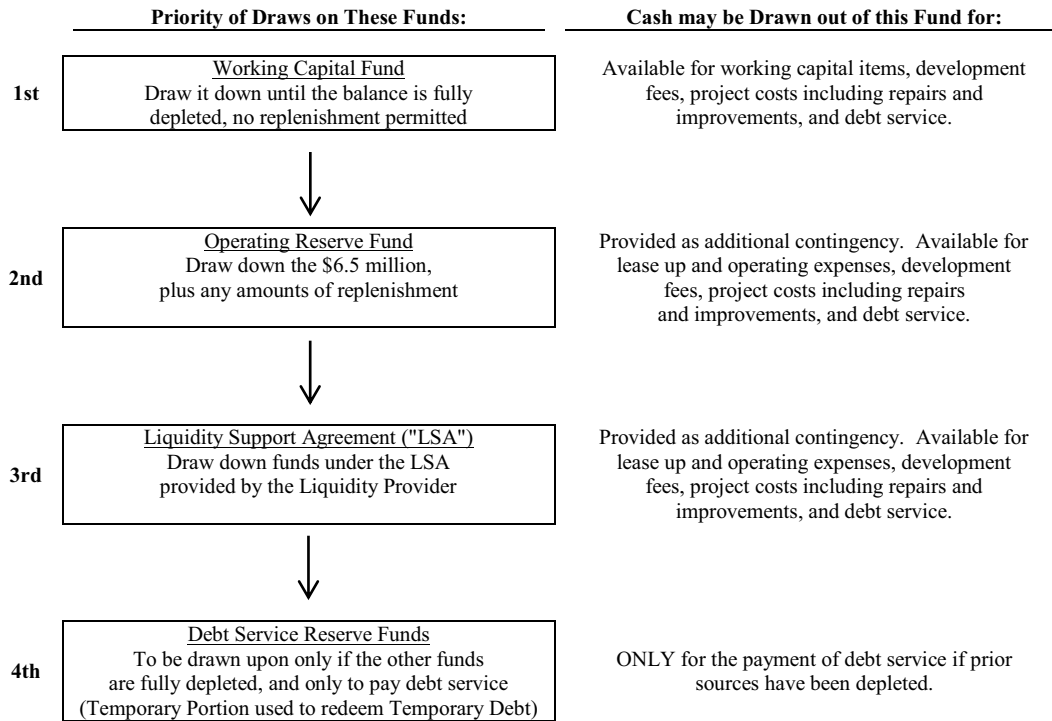 Priority of Draws on These Funds:
Cash may be Drawn out of this Fund for:
1st
Working Capital Fund
Draw it down until the balance is fully
depleted, no replenishment permitted
Available for working capital items, development
fees, project costs including repairs and
improvements, and debt service.
2nd
Operating Reserve Fund
Draw down the $6.5 million,
plus any amounts of replenishment
Provided as additional contingency.  Available for
lease up and operating expenses, development
fees, project costs including repairs
and improvements, and debt service.
3rd
Liquidity Support Agreement ("LSA")
Draw down funds under the LSA
provided by the Liquidity Provider
Provided as additional contingency.  Available for
lease up and operating expenses, development
fees, project costs including repairs and
improvements, and debt service.
4th
Debt Service Reserve Funds
To be drawn upon only if the other funds
are fully depleted, and only to pay debt service
(Temporary Portion used to redeem Temporary Debt)
ONLY for the payment of debt service if prior
sources have been depleted.